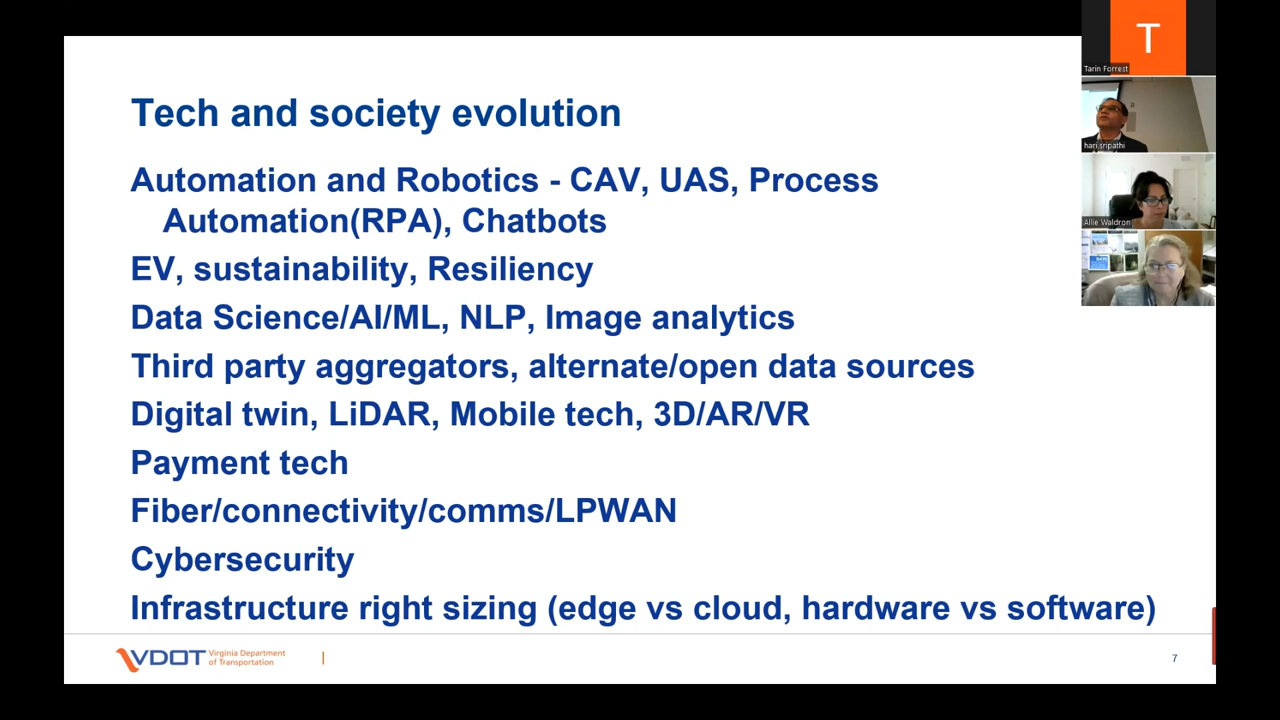 Tech and society evolution
Automation and Robotics - CAV, UAS, Process
Automation(RPA), Chatbots
EV, sustainability, Resiliency
Data Science/AI/ML, NLP, Image analytics
Third party aggregators, alternate/open data sources
Digital twin, LiDAR, Mobile tech, 3D/AR/VR
Payment tech
Fiber/connectivity/comms/LPWAN
Cybersecurity
Infrastructure right sizing (edge vs cloud, hardware vs software)
VDOT Virginia Department
of Transportation
7
T
Tarin Forrest
hari.sripathi
Allie Waldron